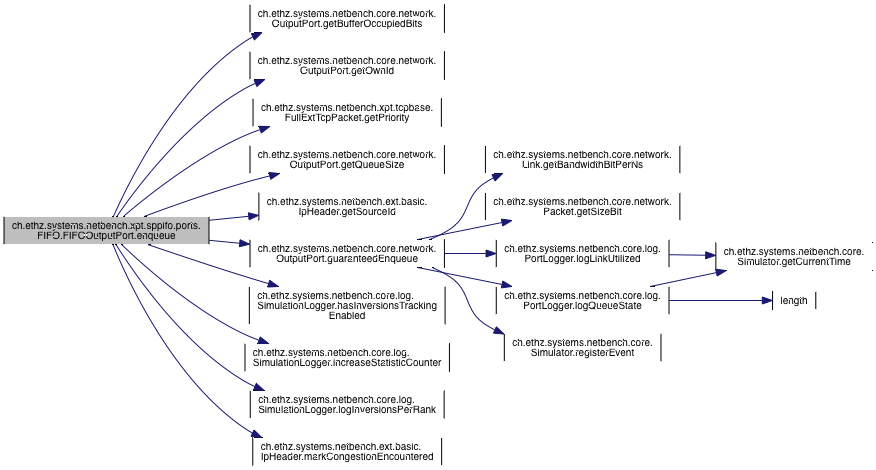 ch.ethz.systems.netbench.core.network.
OutputPort.getBufferOccupiedBits
ch.ethz.systems.netbench.core.network.
OutputPort.getOwnId
ch.ethz.systems.netbench.xpt.tcpbase.
FullExtTcpPacket.getPriority
ch.ethz.systems.netbench.core.network.
OutputPort.getQueueSize
ch.ethz.systems.netbench.core.network.
Link.getBandwidthBitPerNs
ch.ethz.systems.netbench.ext.basic.
IpHeader.getSourceId
ch.ethz.systems.netbench.core.network.
Packet.getSizeBit
ch.ethz.systems.netbench.xpt.sppifo.ports.
FIFO.FIFOOutputPort.enqueue
ch.ethz.systems.netbench.core.network.
OutputPort.guaranteedEnqueue
ch.ethz.systems.netbench.core.log.
PortLogger.logLinkUtilized
ch.ethz.systems.netbench.core.
Simulator.getCurrentTime
ch.ethz.systems.netbench.core.log.
SimulationLogger.hasInversionsTracking
Enabled
ch.ethz.systems.netbench.core.log.
PortLogger.logQueueState
length
ch.ethz.systems.netbench.core.
Simulator.registerEvent
ch.ethz.systems.netbench.core.log.
SimulationLogger.increaseStatisticCounter
ch.ethz.systems.netbench.core.log.
SimulationLogger.logInversionsPerRank
ch.ethz.systems.netbench.ext.basic.
IpHeader.markCongestionEncountered